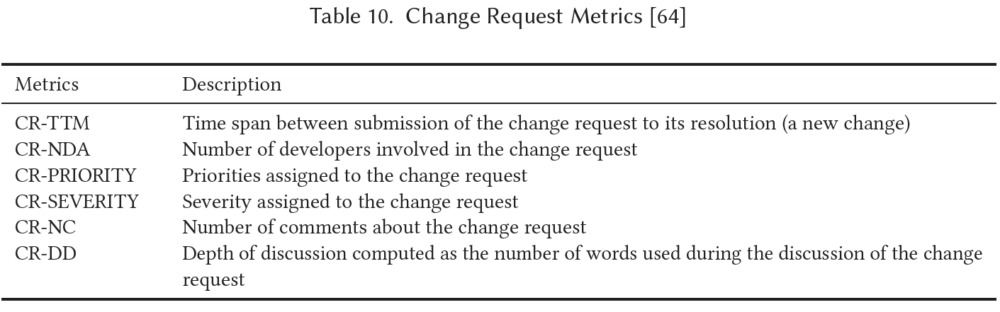 Table 10. Change Request Metrics [64]
Metrics Description
CR-TTM Time span between submission of the change request to its resolution (a new change)
CR-NDA Number of developers involved in the change request
CR-PRIORITY Priorities assigned to the change request
CR-SEVERITY Severity assigned to the change request
CR-NC Number of comments about the change request
CR-DD Depth of discussion computed as the number of words used during the discussion of the change
request